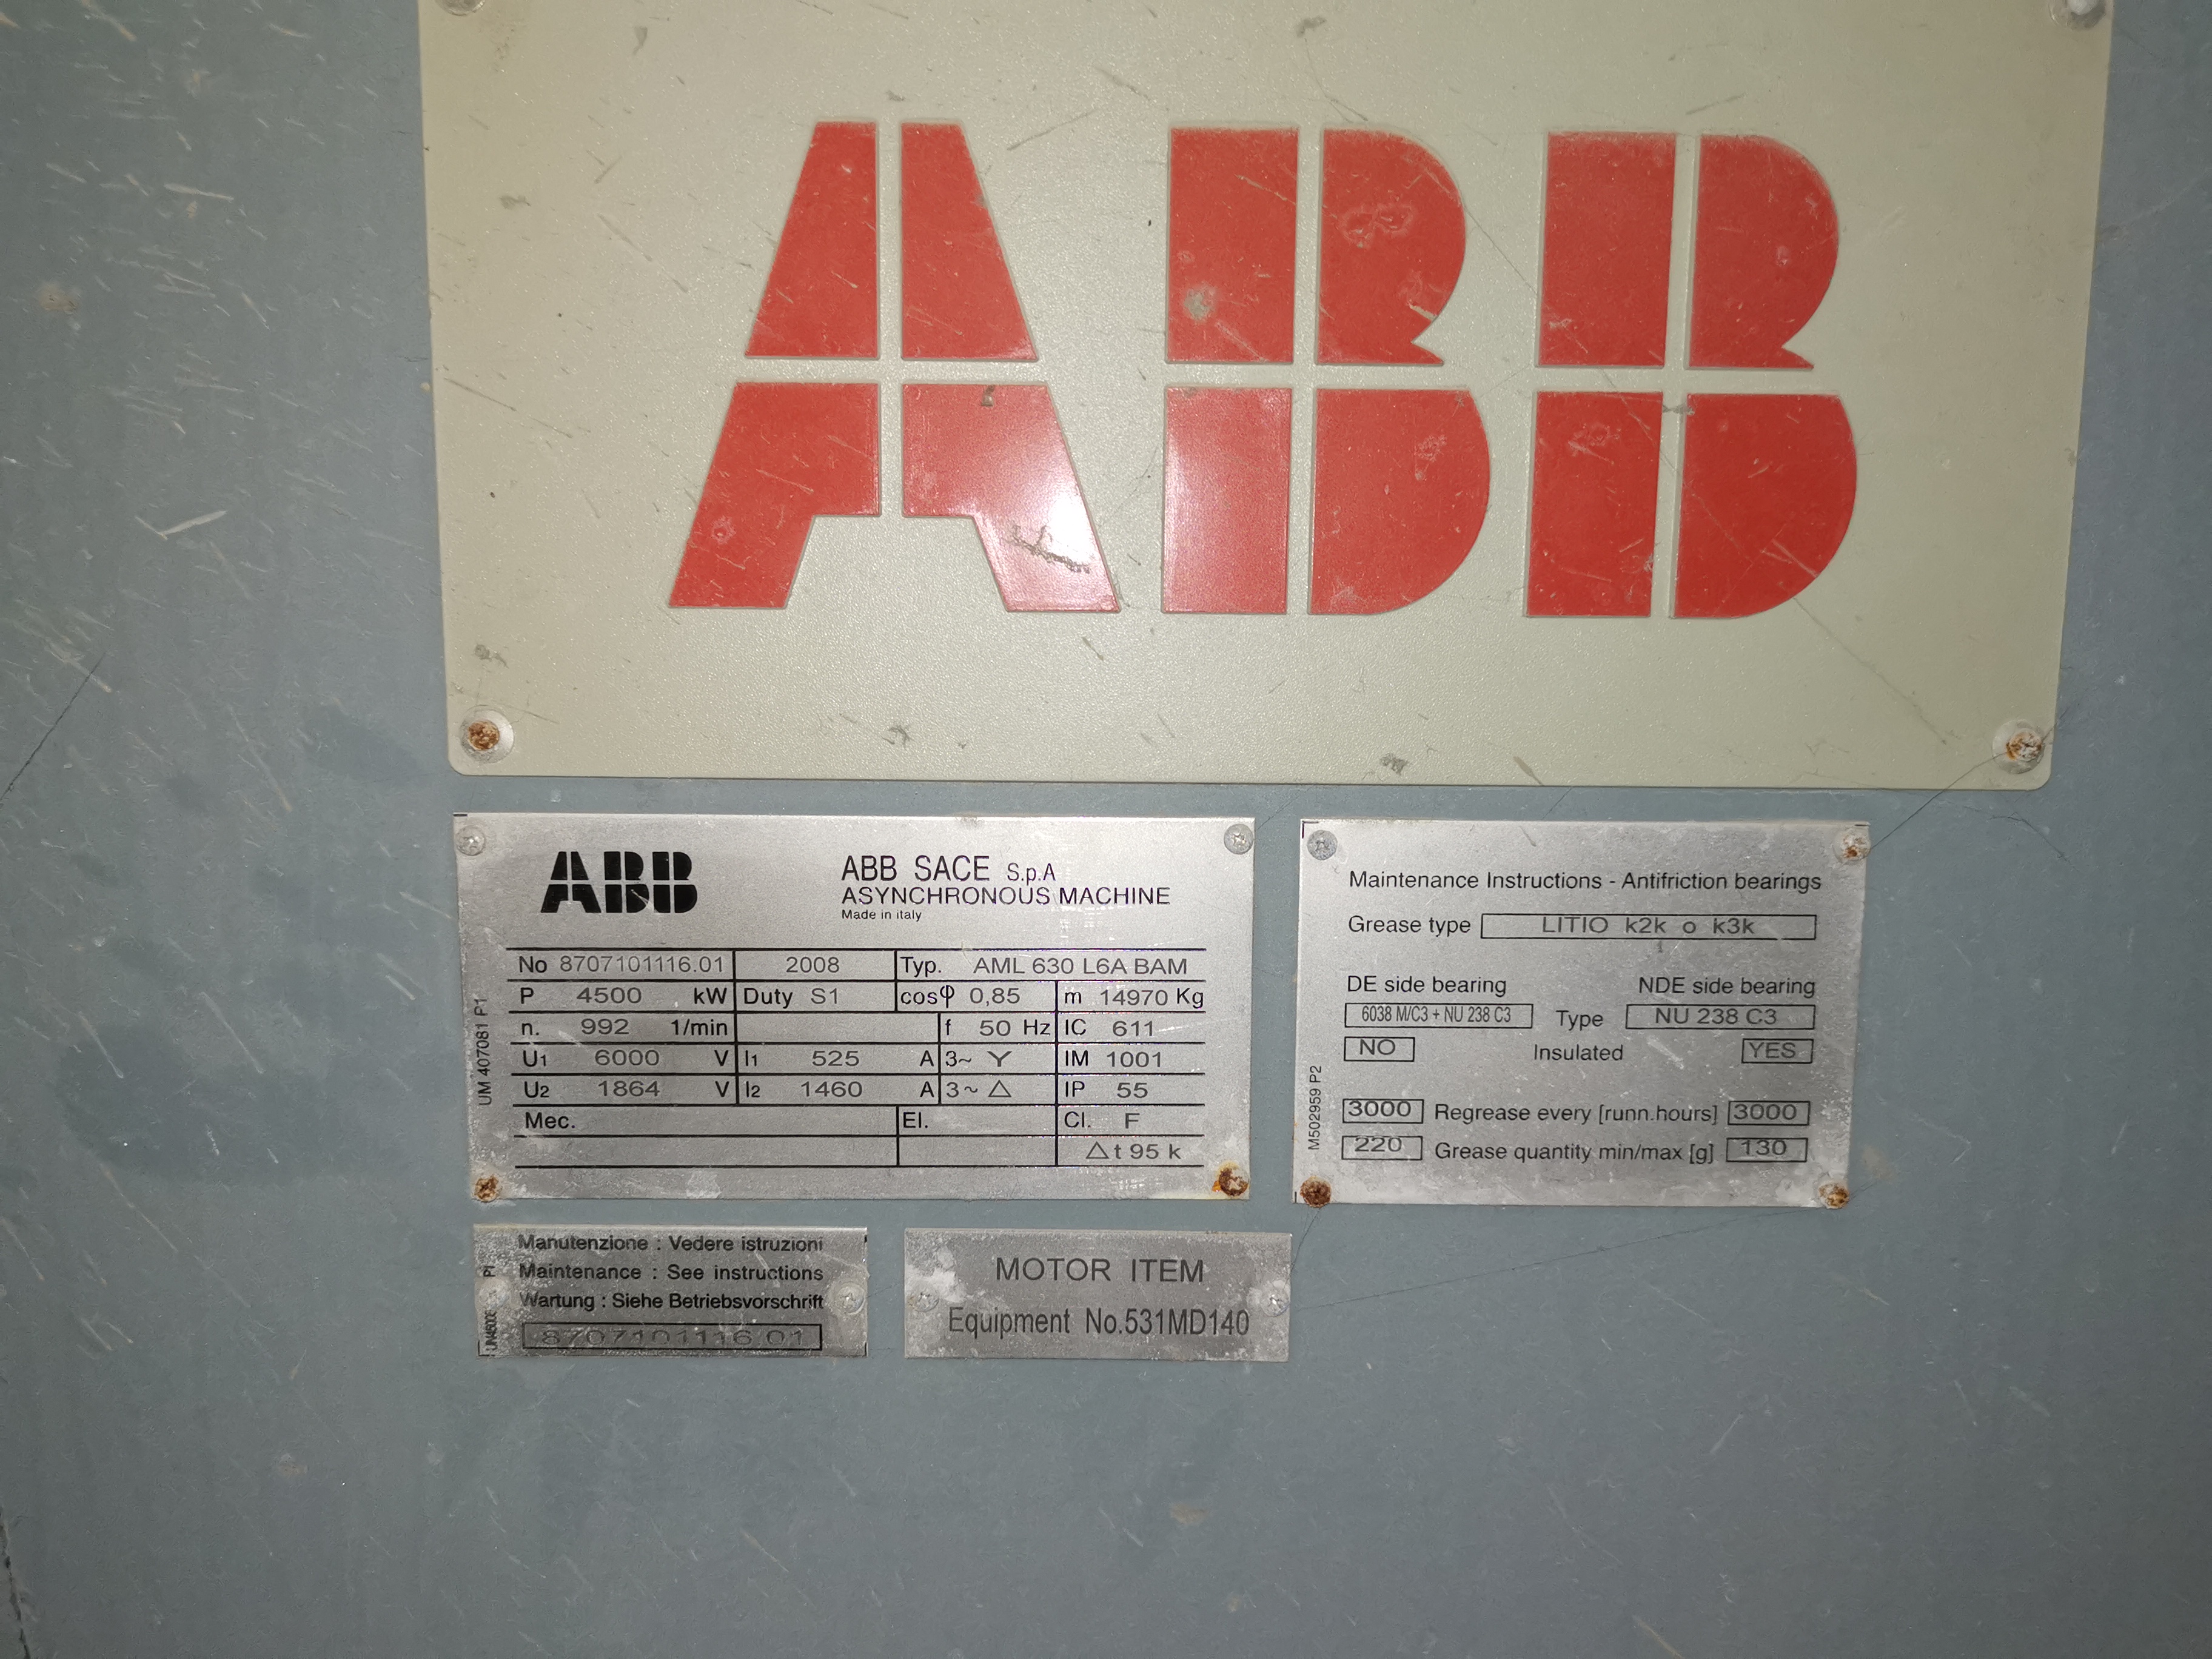 ABB
ABB
ABB SACE S.p.A
ASYNCHRONOUS MACHINE
Made in italy
No 8707101116.01 2008 Typ. AML 630 L6A BAM
P 4500 kW Duty S1 cosφ 0,85 m 14970 Kg
n. 992 1/min f 50 Hz IC 611
U1 6000 V I1 525 A 3~ Y IM 1001
U2 1864 V I2 1460 A 3~ △ IP 55
Mec. El. Cl. F
△t 95 k
UM 407081 P1
Maintenance Instructions - Antifriction bearings
Grease type LITIO k2k o k3k
DE side bearing NDE side bearing
6038 M/C3 + NU 238 C3 Type NU 238 C3
NO Insulated YES
3000 Regrease every [runn.hours] 3000
220 Grease quantity min/max [g] 130
M502959 P2
Manutenzione : Vedere istruzioni
Maintenance : See instructions
Wartung : Siehe Betriebsvorschrift
8707101116.01
MOTOR ITEM
Equipment No.531MD140